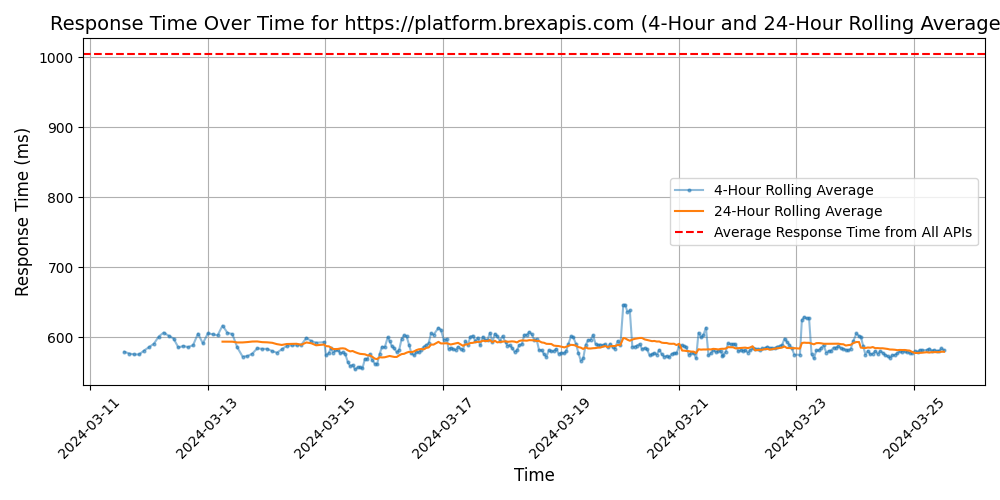 Response Time Over Time for https://platform.brexapis.com (4-Hour and 24-Hour Rolling Average
Response Time (ms)
1000
900
800
700
600
4-Hour Rolling Average
24-Hour Rolling Average
Average Response Time from All APIs
2024-03-11
2024-03-13
2024-03-15
2024-03-17
2024-03-19
2024-03-21
2024-03-23
2024-03-25
Time